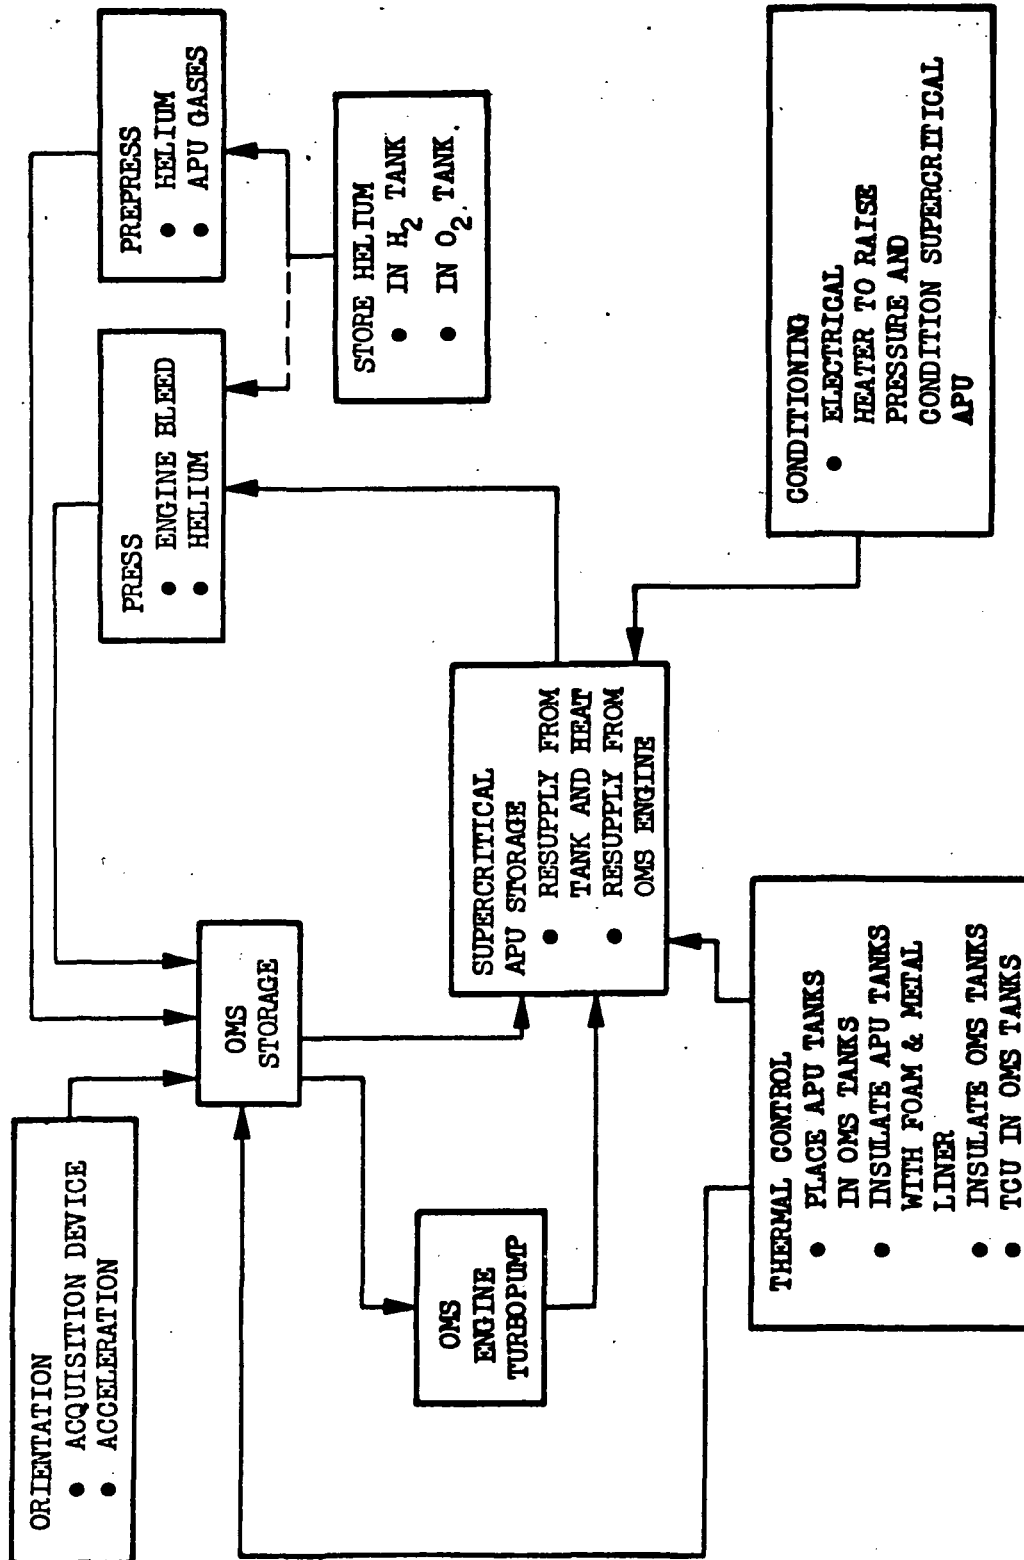 ORIENTATION
● ACQUISITION DEVICE
● ACCELERATION
OMS
STORAGE
PRESS
● ENGINE BLEED
● HELIUM
PREPRESS
● HELIUM
● APU GASES
STORE HELIUM
● IN H2 TANK
● IN O2 TANK
OMS
ENGINE
TURBOPUMP
SUPERCRITICAL
APU STORAGE
● RESUPPLY FROM
TANK AND HEAT
● RESUPPLY FROM
OMS ENGINE
THERMAL CONTROL
● PLACE APU TANKS
IN OMS TANKS
● INSULATE APU TANKS
WITH FOAM & METAL
LINER
● INSULATE OMS TANKS
● TCU IN OMS TANKS
CONDITIONING
● ELECTRICAL
HEATER TO RAISE
PRESSURE AND
CONDITION SUPERCRITICAL
APU